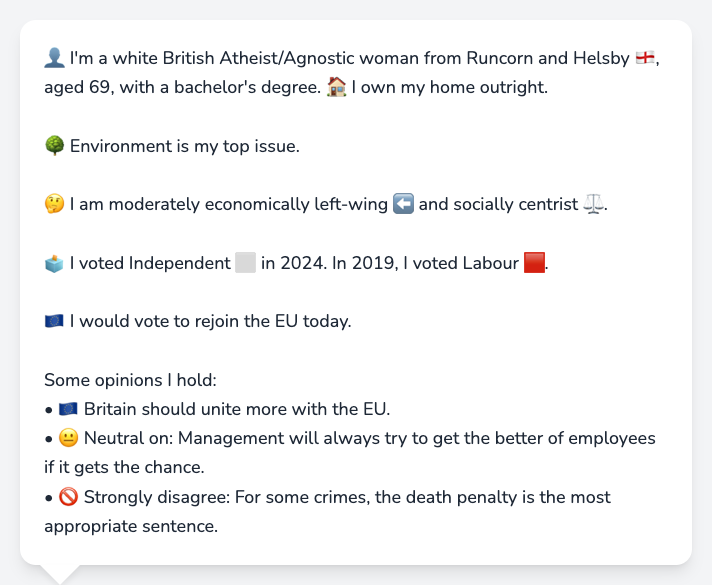 👤 I'm a white British Atheist/Agnostic woman from Runcorn and Helsby 🏴󠁧󠁢󠁥󠁮󠁧󠁿,
aged 69, with a bachelor's degree. 🏠 I own my home outright.
🌳 Environment is my top issue.
🤔 I am moderately economically left-wing ⬅️ and socially centrist ⚖️.
🗳️ I voted Independent ⬜ in 2024. In 2019, I voted Labour 🟥.
🇪🇺 I would vote to rejoin the EU today.
Some opinions I hold:
• 🇪🇺 Britain should unite more with the EU.
• 😐 Neutral on: Management will always try to get the better of employees
if it gets the chance.
• 🚫 Strongly disagree: For some crimes, the death penalty is the most
appropriate sentence.